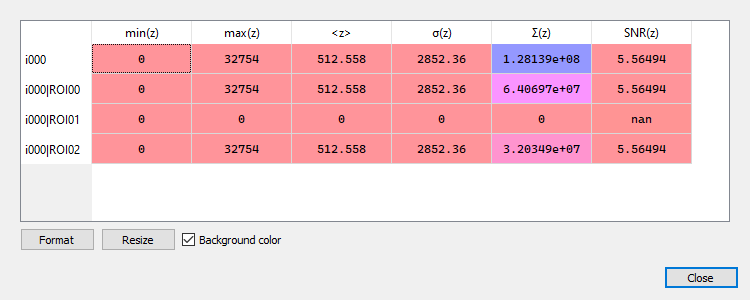 min(z) max(z) <z> σ(z) Σ(z) SNR(z)
i000 0 32754 512.558 2852.36 1.28139e+08 5.56494
i000|ROI00 0 32754 512.558 2852.36 6.40697e+07 5.56494
i000|ROI01 0 0 0 0 0 nan
i000|ROI02 0 32754 512.558 2852.36 3.20349e+07 5.56494
Format Resize Background color
Close